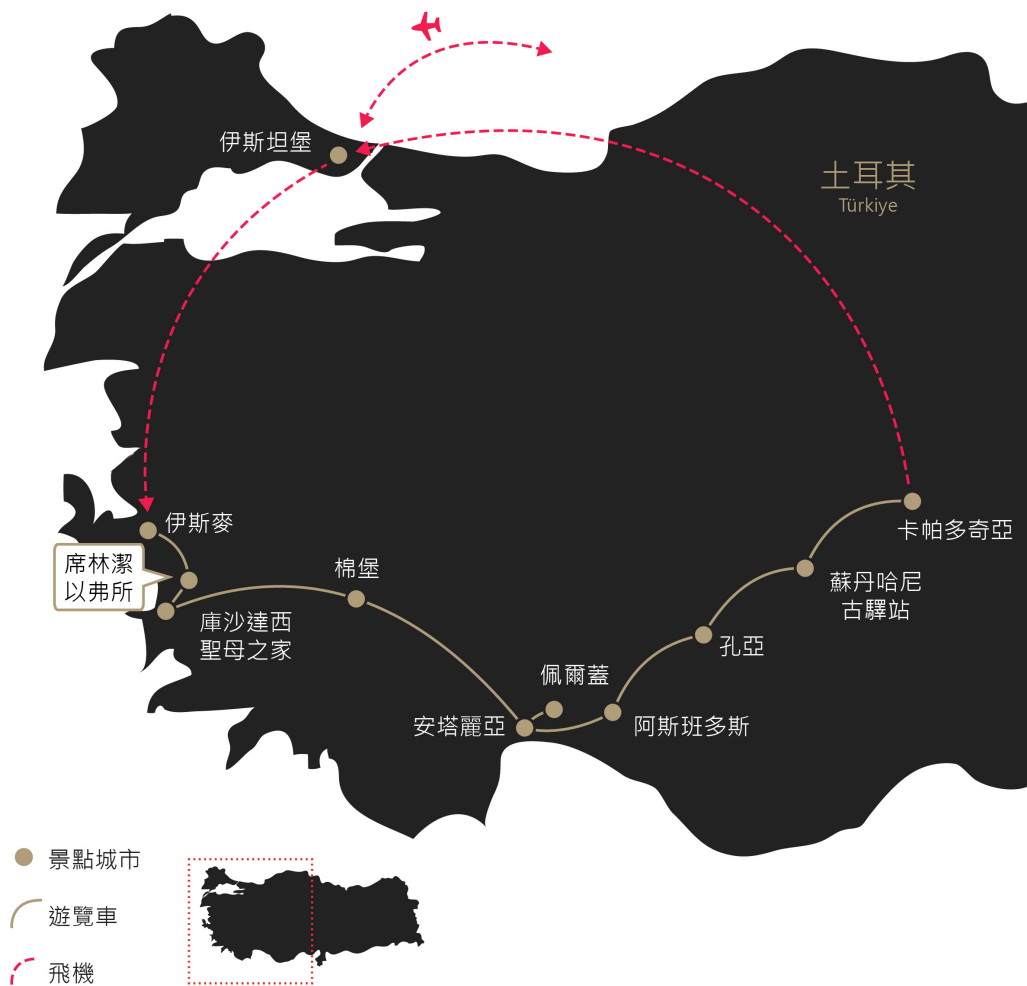 伊斯坦堡
土耳其
Türkiye
伊斯麥
席林潔
以弗所
庫沙達西
聖母之家
棉堡
安塔麗亞
佩爾蓋
阿斯班多斯
孔亞
蘇丹哈尼
古驛站
卡帕多奇亞
景點城市
遊覽車
飛機